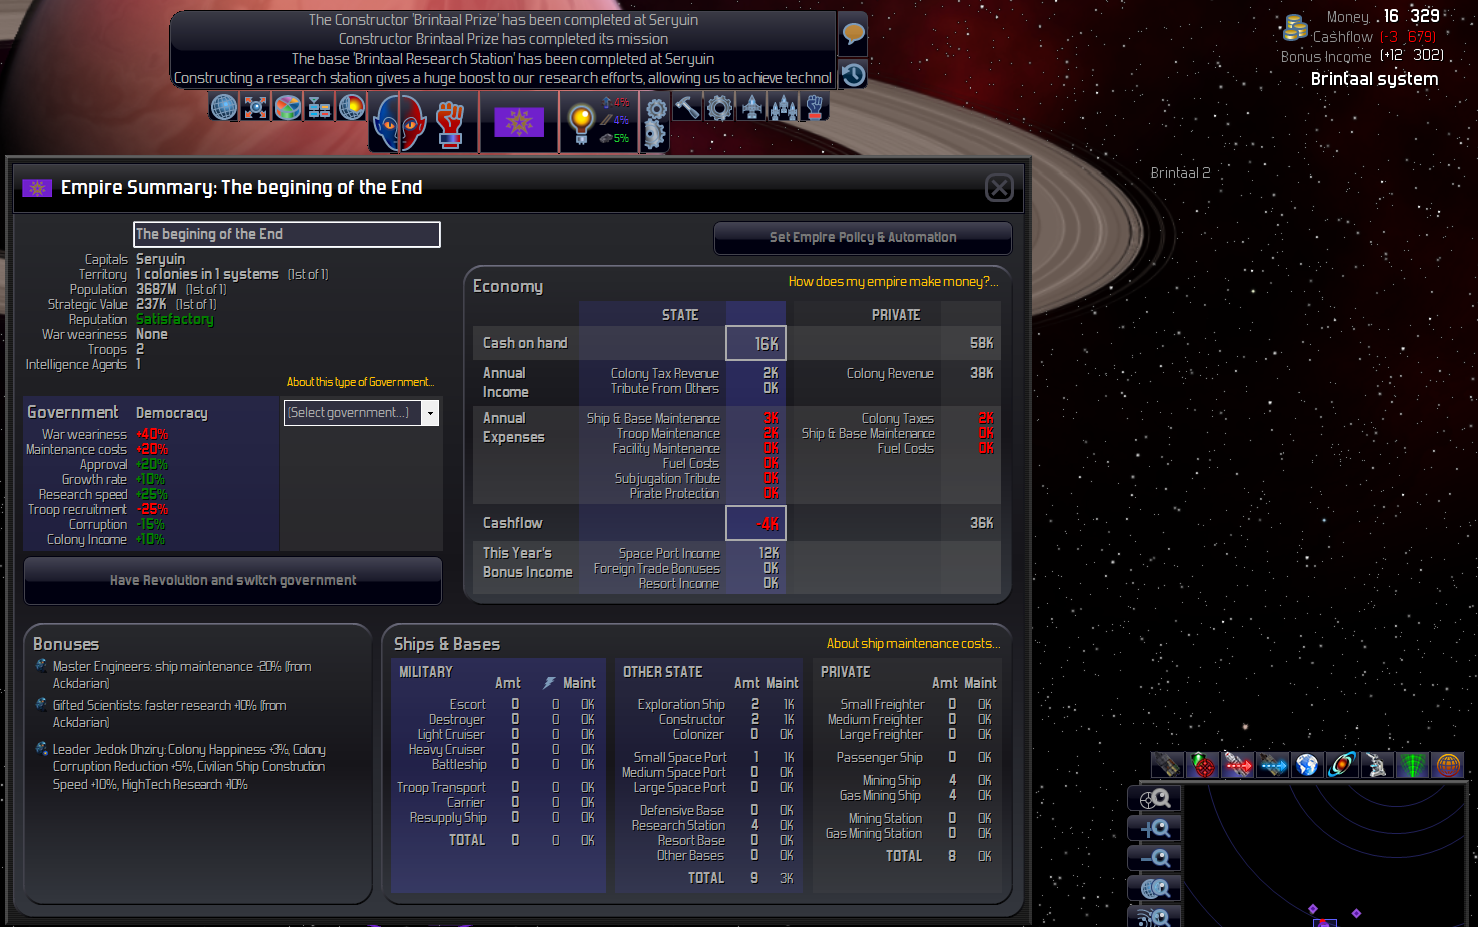 The Constructor 'Brintaal Prize' has been completed at Seryuin
Constructor Brintaal Prize has completed its mission
The base 'Brintaal Research Station' has been completed at Seryuin
Constructing a research station gives a huge boost to our research efforts, allowing us to achieve technol
Money 16 329
Cashflow (-3 679)
Bonus Income (+12 302)
Brintaal system
4%
4%
5%
Brintaal 2
Empire Summary: The begining of the End
The begining of the End
Set Empire Policy & Automation
Capitals Seryuin
Territory 1 colonies in 1 systems (1st of 1)
Population 3687M (1st of 1)
Strategic Value 237K (1st of 1)
Reputation Satisfactory
War weariness None
Troops 2
Intelligence Agents 1
About this type of Government...
Government Democracy
(Select government...)
War weariness +40%
Maintenance costs +20%
Approval +20%
Growth rate +10%
Research speed +25%
Troop recruitment -25%
Corruption -15%
Colony Income +10%
Have Revolution and switch government
Economy
How does my empire make money?...
STATE PRIVATE
Cash on hand 16K 58K
Annual Income
Colony Tax Revenue 2K Colony Revenue 38K
Tribute From Others 0K
Annual Expenses
Ship & Base Maintenance 3K Colony Taxes 2K
Troop Maintenance 2K Ship & Base Maintenance 0K
Facility Maintenance 0K Fuel Costs 0K
Fuel Costs 0K
Subjugation Tribute 0K
Pirate Protection 0K
Cashflow -4K 36K
This Year's Bonus Income
Space Port Income 12K
Foreign Trade Bonuses 0K
Resort Income 0K
Bonuses
Master Engineers: ship maintenance -20% (from
Ackdarian)
Gifted Scientists: faster research +10% (from
Ackdarian)
Leader Jedok Dhziry: Colony Happiness +3%, Colony
Corruption Reduction +5%, Civilian Ship Construction
Speed +10%, HighTech Research +10%
Ships & Bases
About ship maintenance costs...
MILITARY
Amt Maint
Escort 0 0 0K
Destroyer 0 0 0K
Light Cruiser 0 0 0K
Heavy Cruiser 0 0 0K
Battleship 0 0 0K
Troop Transport 0 0 0K
Carrier 0 0 0K
Resupply Ship 0 0 0K
TOTAL 0 0 0K
OTHER STATE
Amt Maint
Exploration Ship 2 1K
Constructor 2 1K
Colonizer 0 0K
Small Space Port 1 1K
Medium Space Port 0 0K
Large Space Port 0 0K
Defensive Base 0 0K
Research Station 4 0K
Resort Base 0 0K
Other Bases 0 0K
TOTAL 9 3K
PRIVATE
Amt Maint
Small Freighter 0 0K
Medium Freighter 0 0K
Large Freighter 0 0K
Passenger Ship 0 0K
Mining Ship 4 0K
Gas Mining Ship 4 0K
Mining Station 0 0K
Gas Mining Station 0 0K
TOTAL 8 0K